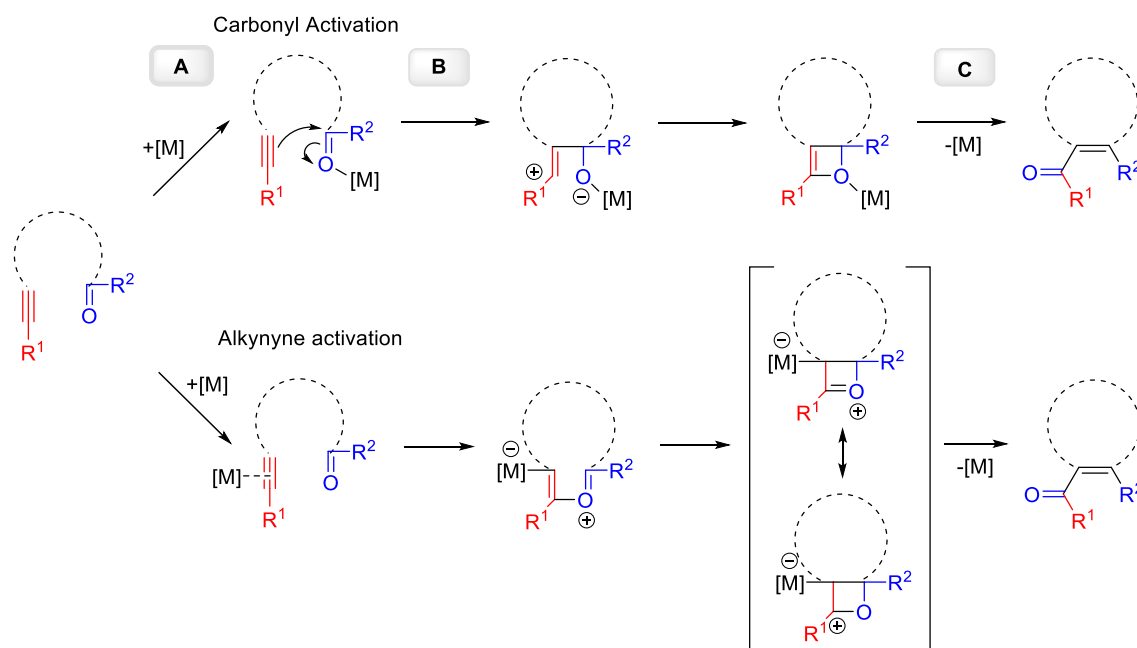 Carbonyl Activation
A
B
C
+[M]
R²
O
[M]
R¹
⊕
R²
R¹
O
⊖
[M]
R²
R¹
O
[M]
-[M]
O
R¹
R²
R²
O
R¹
Alkynyne activation
+[M]
[M]
R¹
R²
O
⊖
[M]
R²
O
R¹
⊕
⊖
[M]
R²
R¹
O
⊕
⊖
[M]
R²
O
R¹
⊕
-[M]
O
R¹
R²